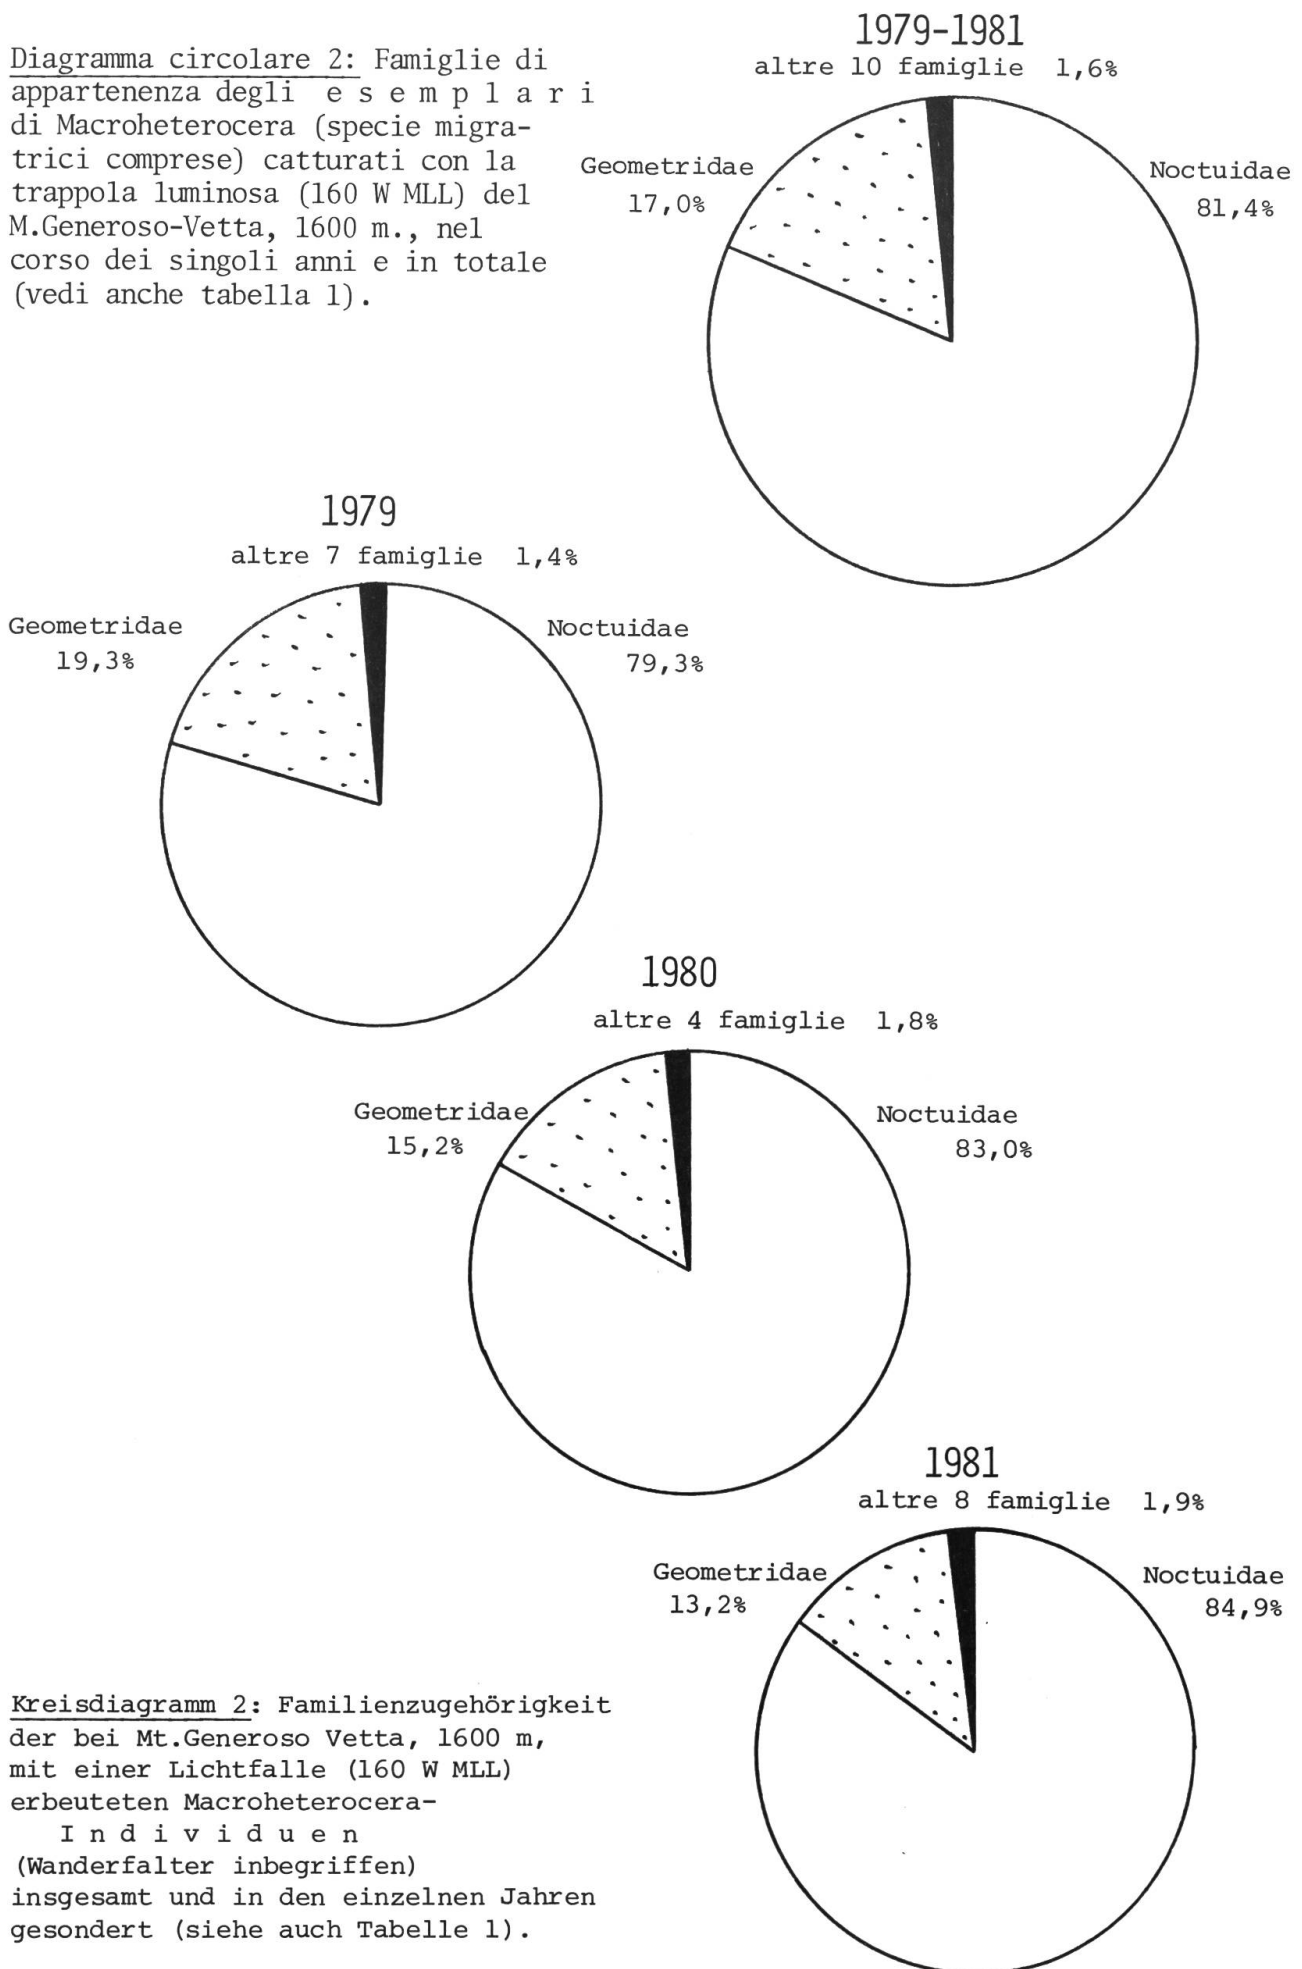 Diagramma circolare 2: Famiglie di
appartenenza degli e s e m p l a r i
di Macroheterocera (specie migra-
trici comprese) catturati con la
trappola luminosa (160 W MLL) del
M.Generoso-Vetta, 1600 m., nel
corso dei singoli anni e in totale
(vedi anche tabella 1).
1979-1981
altre 10 famiglie 1,6%
Geometridae
17,0%
Noctuidae
81,4%
1979
altre 7 famiglie 1,4%
Geometridae
19,3%
Noctuidae
79,3%
1980
altre 4 famiglie 1,8%
Geometridae
15,2%
Noctuidae
83,0%
1981
altre 8 famiglie 1,9%
Geometridae
13,2%
Noctuidae
84,9%
Kreisdiagramm 2: Familienzugehörigkeit
der bei Mt.Generoso Vetta, 1600 m,
mit einer Lichtfalle (160 W MLL)
erbeuteten Macroheterocera-
I n d i v i d u e n
(Wanderfalter inbegriffen)
insgesamt und in den einzelnen Jahren
gesondert (siehe auch Tabelle 1).